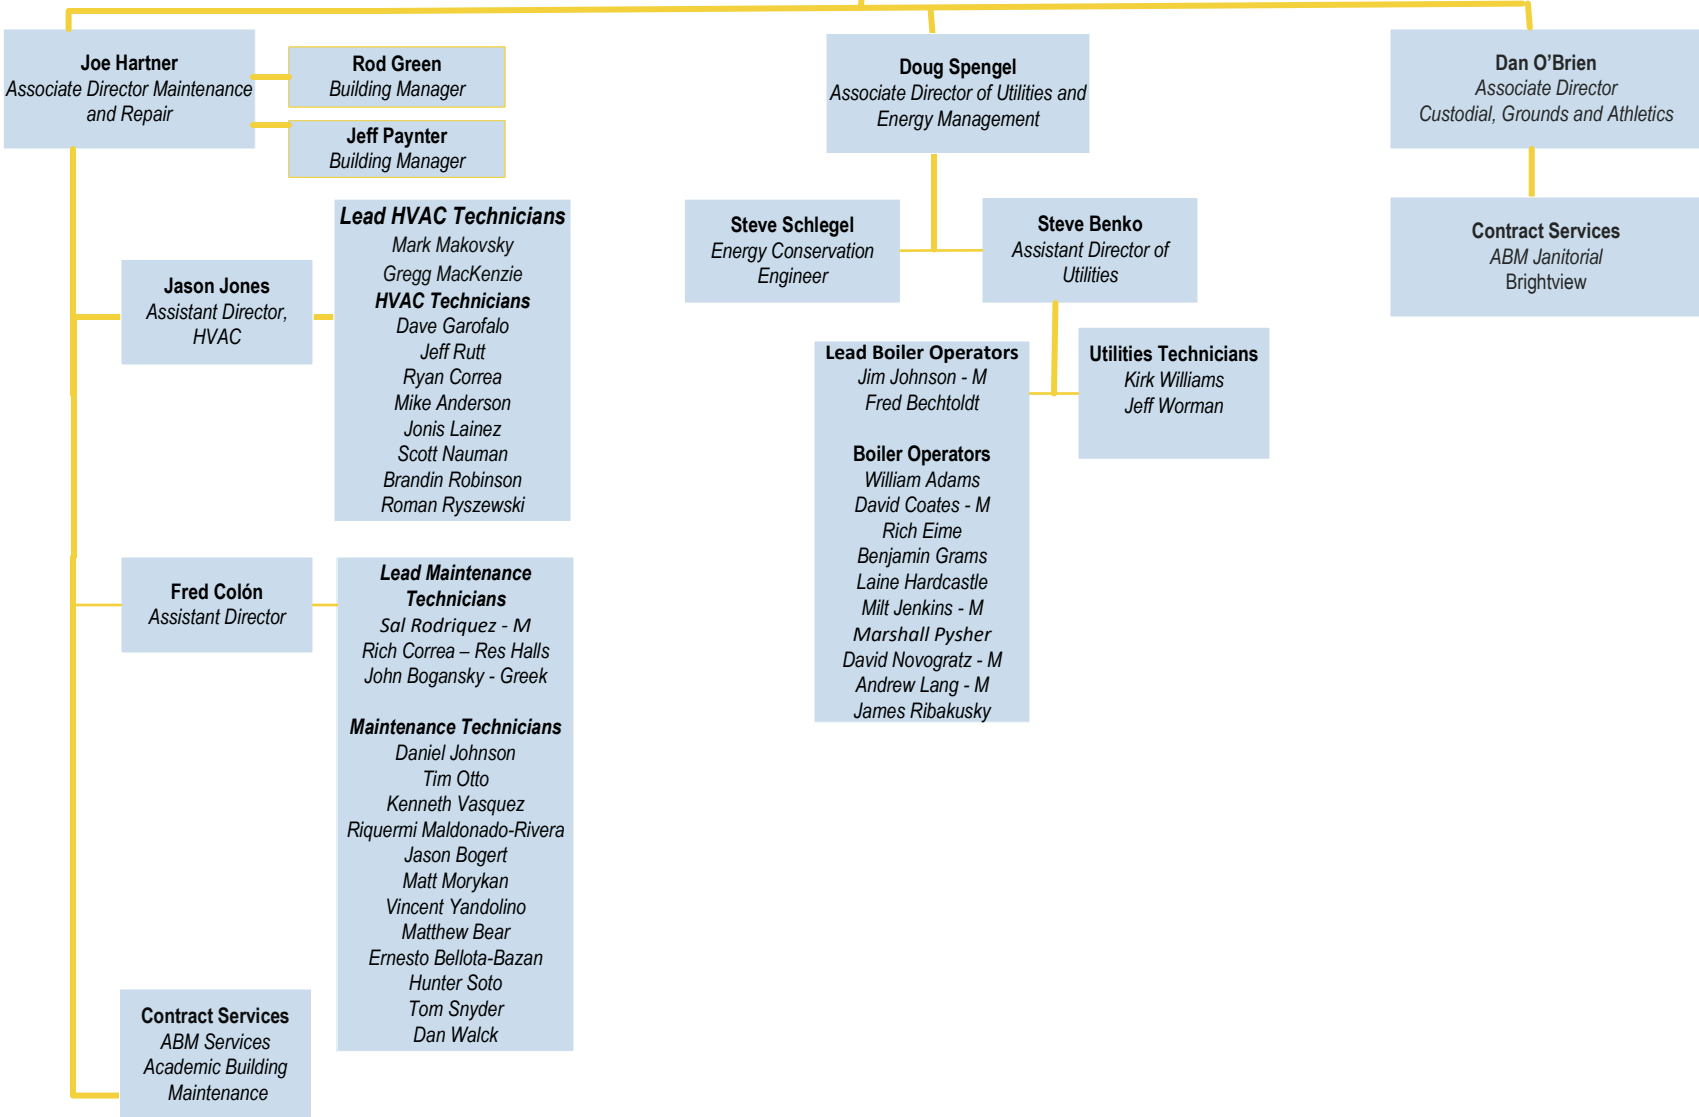 Joe Hartner
Associate Director Maintenance
and Repair
Rod Green
Building Manager
Jeff Paynter
Building Manager
Jason Jones
Assistant Director,
HVAC
Lead HVAC Technicians
Mark Makovsky
Gregg MacKenzie
HVAC Technicians
Dave Garofalo
Jeff Rutt
Ryan Correa
Mike Anderson
Jonis Lainez
Scott Nauman
Brandin Robinson
Roman Ryszewski
Fred Colón
Assistant Director
Lead Maintenance
Technicians
Sal Rodriquez - M
Rich Correa – Res Halls
John Bogansky - Greek
Maintenance Technicians
Daniel Johnson
Tim Otto
Kenneth Vasquez
Riquermi Maldonado-Rivera
Jason Bogert
Matt Morykan
Vincent Yandolino
Matthew Bear
Ernesto Bellota-Bazan
Hunter Soto
Tom Snyder
Dan Walck
Contract Services
ABM Services
Academic Building
Maintenance
Doug Spengel
Associate Director of Utilities and
Energy Management
Steve Schlegel
Energy Conservation
Engineer
Steve Benko
Assistant Director of
Utilities
Lead Boiler Operators
Jim Johnson - M
Fred Bechtoldt
Boiler Operators
William Adams
David Coates - M
Rich Eime
Benjamin Grams
Laine Hardcastle
Milt Jenkins - M
Marshall Pysher
David Novogratz - M
Andrew Lang - M
James Ribakusky
Utilities Technicians
Kirk Williams
Jeff Worman
Dan O’Brien
Associate Director
Custodial, Grounds and Athletics
Contract Services
ABM Janitorial
Brightview